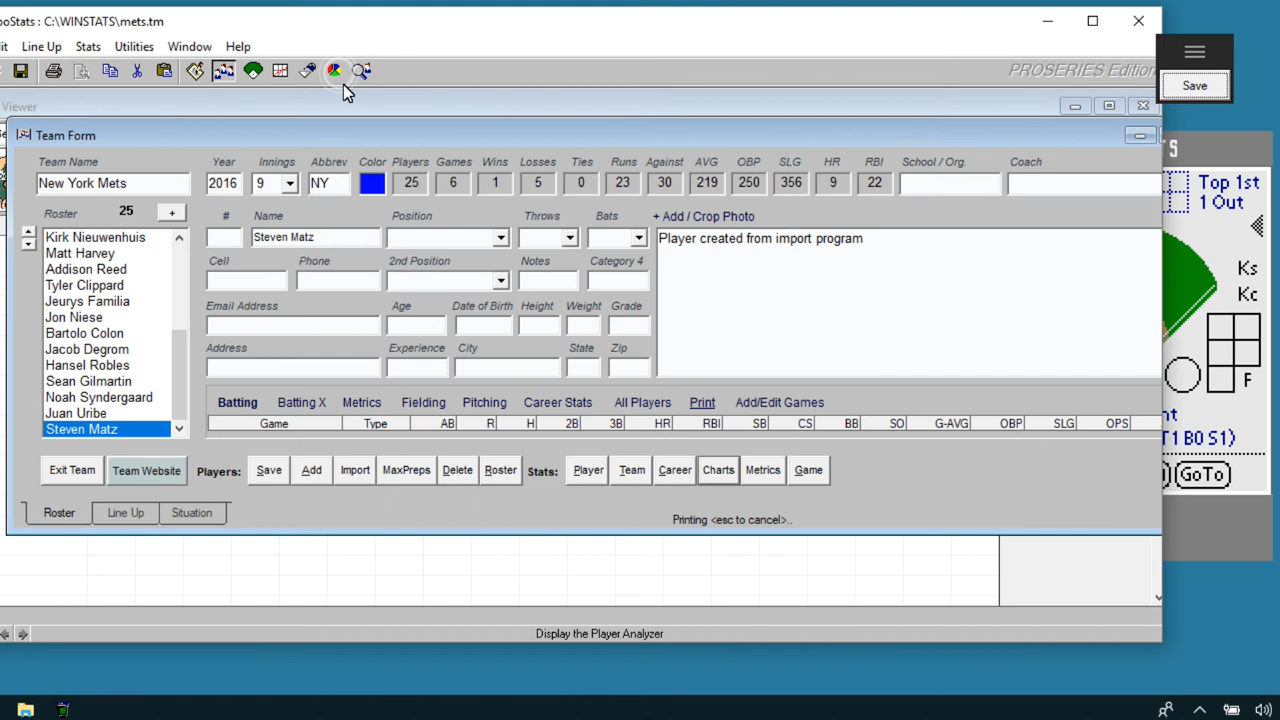 ooStats : C:\WINSTATS\mets.tm
it Line Up Stats Utilities Window Help
PROSERIES Edition
Save
Viewer
Team Form
Team Name Year Innings Abbrev Color Players Games Wins Losses Ties Runs Against AVG OBP SLG HR RBI School / Org. Coach
New York Mets 2016 9 NY 25 6 1 5 0 23 30 219 250 356 9 22
Roster 25 + # Name Position Throws Bats + Add / Crop Photo
Steven Matz Player created from import program
Kirk Nieuwenhuis
Matt Harvey
Addison Reed
Tyler Clippard
Jeurys Familia
Jon Niese
Bartolo Colon
Jacob Degrom
Hansel Robles
Sean Gilmartin
Noah Syndergaard
Juan Uribe
Steven Matz
Cell Phone 2nd Position Notes Category 4
Email Address Age Date of Birth Height Weight Grade
Address Experience City State Zip
Batting Batting X Metrics Fielding Pitching Career Stats All Players Print Add/Edit Games
Game Type AB R H 2B 3B HR RBI SB CS BB SO G-AVG OBP SLG OPS
Exit Team Team Website Players: Save Add Import MaxPreps Delete Roster Stats: Player Team Career Charts Metrics Game
Roster Line Up Situation
Printing <esc to cancel>..
Display the Player Analyzer
S
Top 1st
1 Out
Ks
Kc
F
nt
T1 B0 S1)
) (GoTo)